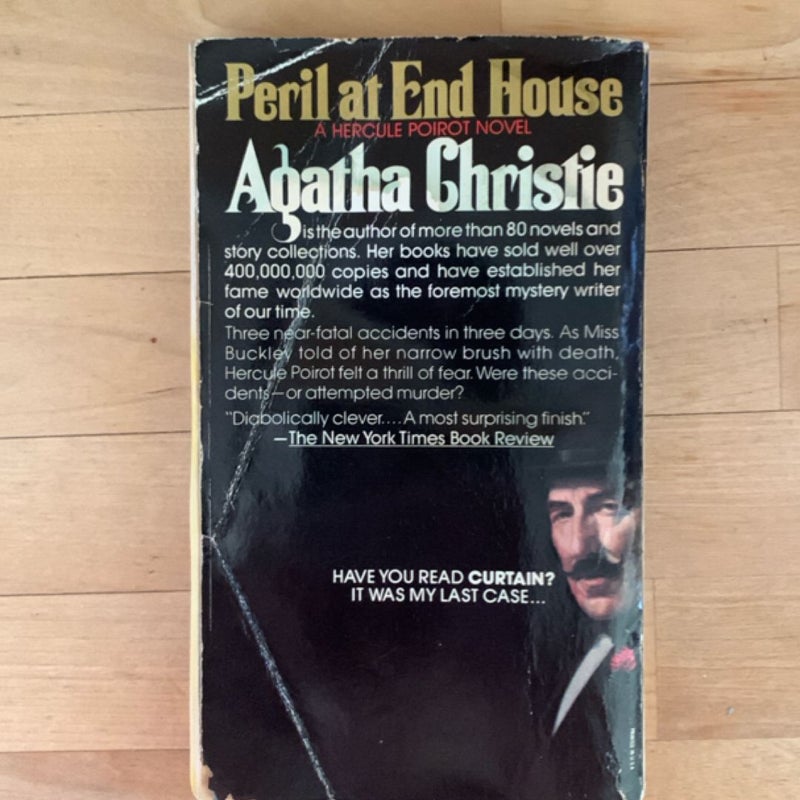 Peril at End House
A HERCULE POIROT NOVEL
Agatha Christie
is the author of more than 80 novels and
story collections. Her books have sold well over
400,000,000 copies and have established her
fame worldwide as the foremost mystery writer
of our time.
Three near-fatal accidents in three days. As Miss
Buckley told of her narrow brush with death,
Hercule Poirot felt a thrill of fear. Were these acci-
dents—or attempted murder?
"Diabolically clever.... A most surprising finish."
—The New York Times Book Review
HAVE YOU READ CURTAIN?
IT WAS MY LAST CASE...